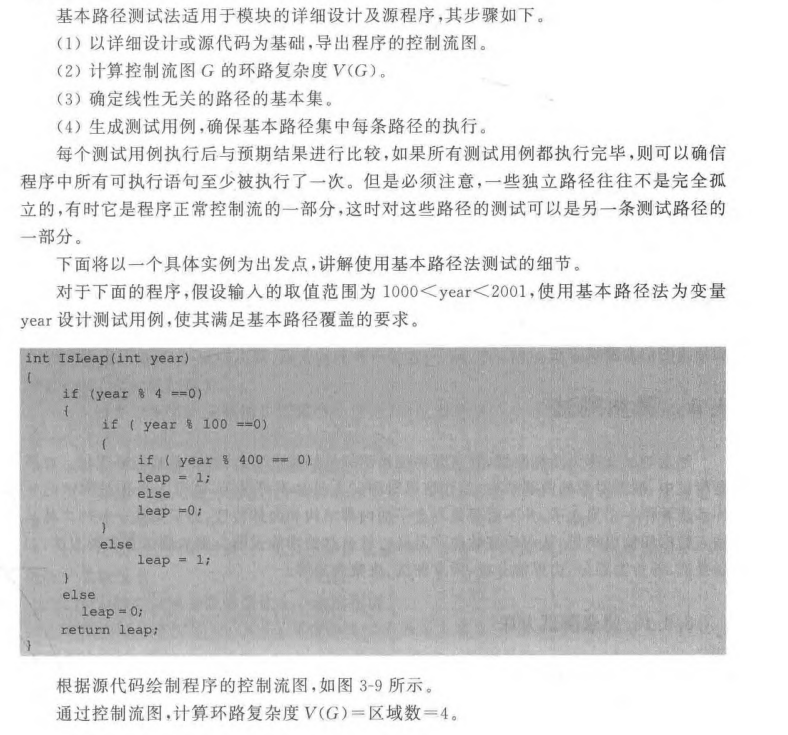 基本路径测试法适用于模块的详细设计及源程序,其步骤如下。
(1) 以详细设计或源代码为基础,导出程序的控制流图。
(2) 计算控制流图 G 的环路复杂度 V(G)。
(3) 确定线性无关的路径的基本集。
(4) 生成测试用例,确保基本路径集中每条路径的执行。
每个测试用例执行后与预期结果进行比较,如果所有测试用例都执行完毕,则可以确信
程序中所有可执行语句至少被执行了一次。但是必须注意,一些独立路径往往不是完全孤
立的,有时它是程序正常控制流的一部分,这时对这些路径的测试可以是另一条测试路径的
一部分。
下面将以一个具体实例为出发点,讲解使用基本路径法测试的细节。
对于下面的程序,假设输入的取值范围为 1000<year<2001,使用基本路径法为变量
year 设计测试用例,使其满足基本路径覆盖的要求。
int IsLeap(int year)
{
if (year % 4 ==0)
{
if ( year % 100 ==0)
{
if ( year % 400 == 0)
leap = 1;
else
leap =0;
}
else
leap = 1;
}
else
leap = 0;
return leap;
}
根据源代码绘制程序的控制流图,如图 3-9 所示。
通过控制流图,计算环路复杂度 V(G)=区域数=4。